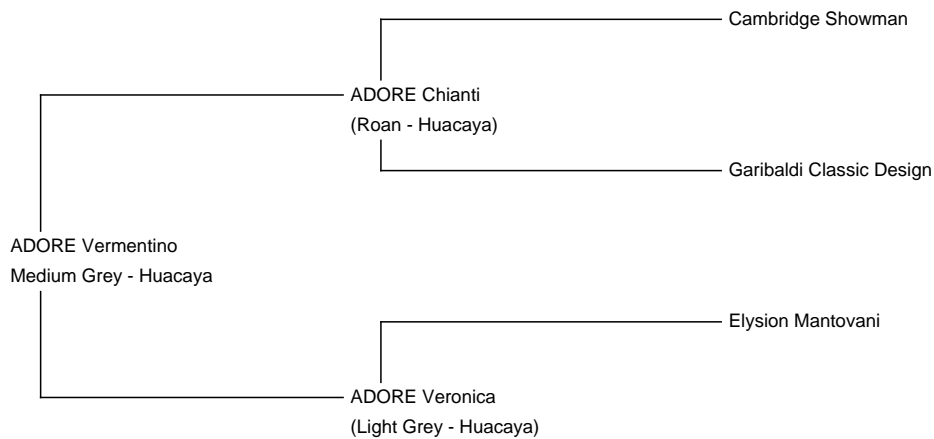 Cambridge Showman
ADORE Chianti
(Roan - Huacaya)
Garibaldi Classic Design
ADORE Vermentino
Medium Grey - Huacaya
Elysion Mantovani
ADORE Veronica
(Light Grey - Huacaya)